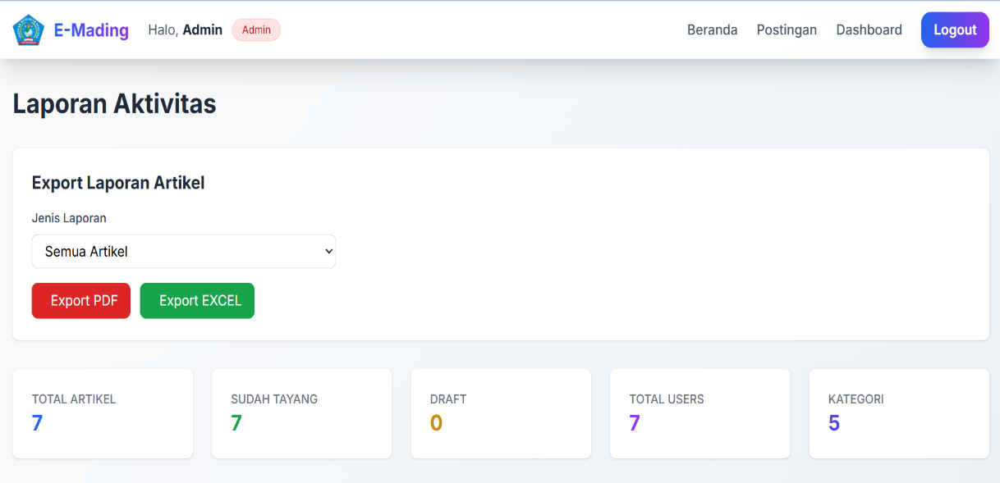 E-Mading Halo, Admin Admin Beranda Postingan Dashboard Logout
Laporan Aktivitas
Export Laporan Artikel
Jenis Laporan
Semua Artikel
Export PDF Export EXCEL
TOTAL ARTIKEL SUDAH TAYANG DRAFT TOTAL USERS KATEGORI
7 7 0 7 5